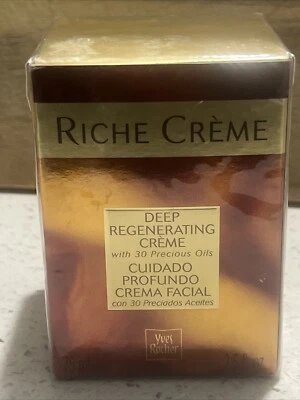 RICHE CRÈME
DEEP
REGENERATING
CRÈME
with 30 Precious Oils
CUIDADO
PROFUNDO
CREMA FACIAL
con 30 Preciados Aceites
Yves
Rocher